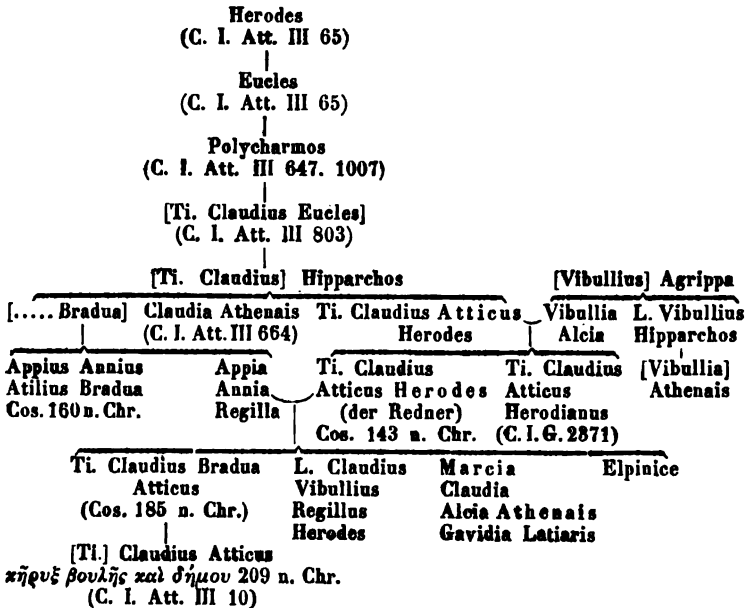 Herodes
(C. I. Att. III 65)
Eucles
(C. I. Att. III 65)
Polycharmos
(C. I. Att. III 647. 1007)
[Ti. Claudius Eucles]
(C. I. Att. III 803)
[Ti. Claudius] Hipparchos [Vibullius] Agrippa
[..... Bradua] Claudia Athenais Ti. Claudius Atticus Vibullia L. Vibullius
(C. I. Att. III 664) Herodes Alcia Hipparchos
Appius Annius Appia Ti. Claudius Ti. Claudius [Vibullia]
Atilius Bradua Annia Atticus Herodes Atticus Athenais
Cos. 160 n. Chr. Regilla (der Redner) Herodianus
Cos. 143 n. Chr. (C. I. G. 2371)
Ti. Claudius Bradua L. Claudius Marcia Elpinice
Atticus Vibullius Claudia
(Cos. 185 n. Chr.) Regillus Alcia Athenais
Herodes Gavidia Latiaris
[Ti.] Claudius Atticus
κῆρυξ βουλῆς καὶ δήμου 209 n. Chr.
(C. I. Att. III 10)